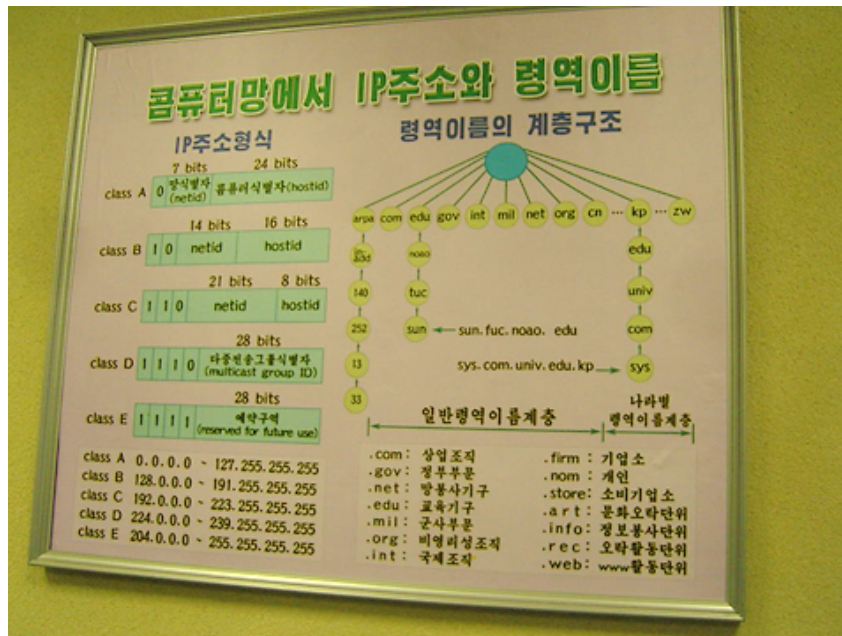 콤퓨터망에서 IP주소와 령역이름
IP주소형식
7 bits 24 bits
class A 0 망식별자(netid) 콤퓨터식별자(hostid)
14 bits 16 bits
class B 1 0 netid hostid
21 bits 8 bits
class C 1 1 0 netid hostid
28 bits
class D 1 1 1 0 다중전송그룹식별자
(multicast group ID)
28 bits
class E 1 1 1 1 예약구역
(reserved for future use)
class A 0.0.0.0 ~ 127.255.255.255
class B 128.0.0.0 ~ 191.255.255.255
class C 192.0.0.0 ~ 223.255.255.255
class D 224.0.0.0 ~ 239.255.255.255
class E 204.0.0.0 ~ 255.255.255.255
령역이름의 계층구조
arpa com edu gov int mil net org cn ... kp ... zw
in-add noao edu
140 tuc univ
252 sun ← sun.fuc.noao. edu com
13 sys.com.univ.edu.kp → sys
33
일반령역이름계층
나라별
령역이름계층
.com: 상업조직
.gov: 정부부문
.net: 망봉사기구
.edu: 교육기구
.mil: 군사부문
.org: 비영리성조직
.int: 국제조직
.firm: 기업소
.nom: 개인
.store: 소비기업소
.art: 문화오락단위
.info: 정보봉사단위
.rec: 오락활동단위
.web: www활동단위